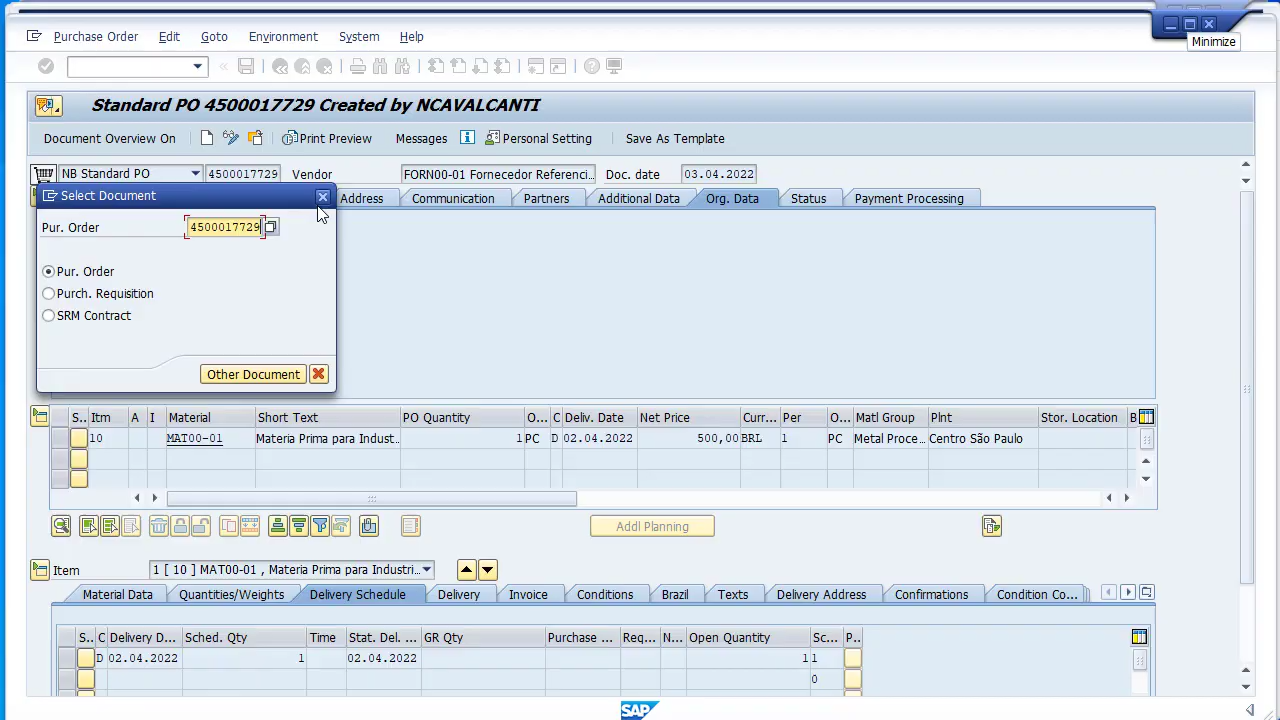 Minimize
Purchase Order Edit Goto Environment System Help
Standard PO 4500017729 Created by NCAVALCANTI
Document Overview On Print Preview Messages Personal Setting Save As Template
NB Standard PO 4500017729 Vendor FORN00-01 Fornecedor Referenci... Doc. date 03.04.2022
Select Document
Address Communication Partners Additional Data Org. Data Status Payment Processing
Pur. Order 4500017729
Pur. Order
Purch. Requisition
SRM Contract
Other Document
S.. Itm A I Material Short Text PO Quantity O... C Deliv. Date Net Price Curr... Per O... Matl Group Plnt Stor. Location B
10 MAT00-01 Materia Prima para Indust... 1 PC D 02.04.2022 500,00 BRL 1 PC Metal Proce... Centro São Paulo
Addl Planning
Item 1 [ 10 ] MAT00-01 , Materia Prima para Industri...
Material Data Quantities/Weights Delivery Schedule Delivery Invoice Conditions Brazil Texts Delivery Address Confirmations Condition Co...
S.. C Delivery D... Sched. Qty Time Stat. Del. ... GR Qty Purchase ... Req... N... Open Quantity Sc... P..
D 02.04.2022 1 02.04.2022 1 1
0
SAP